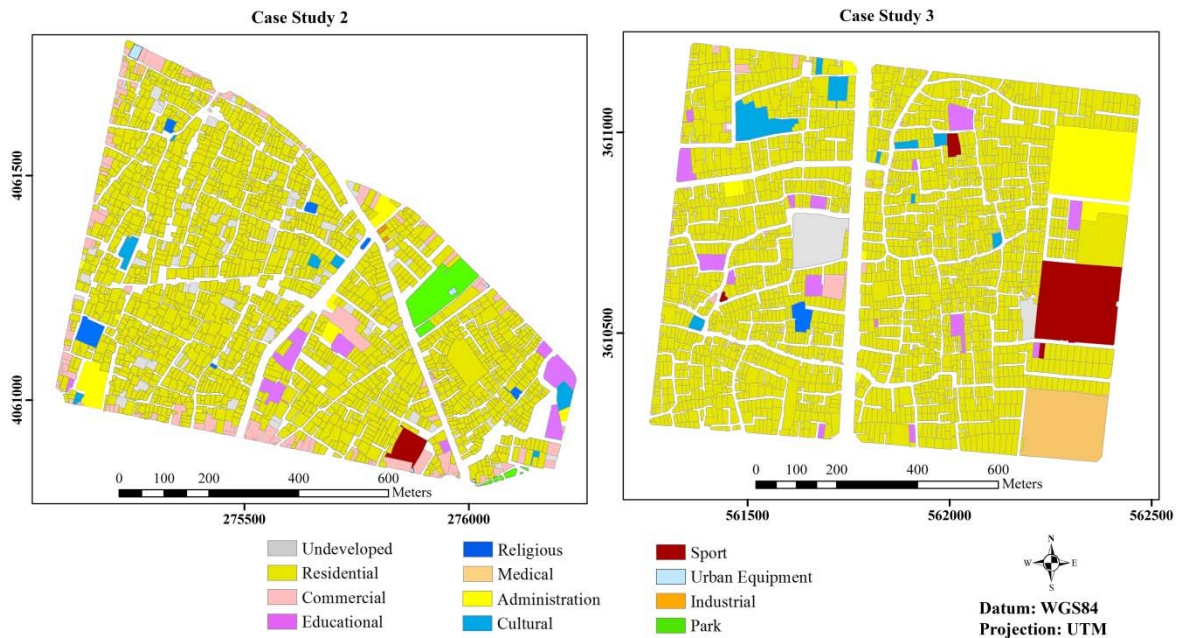 Case Study 2
Case Study 3
4061500
4061000
361000
360500
0 100 200 400 600
Meters
0 100 200 400 600
Meters
275500 276000
561500 562000 562500
Undeveloped
Residential
Commercial
Educational
Religious
Medical
Administration
Cultural
Sport
Urban Equipment
Industrial
Park
N
W E
S
Datum: WGS84
Projection: UTM